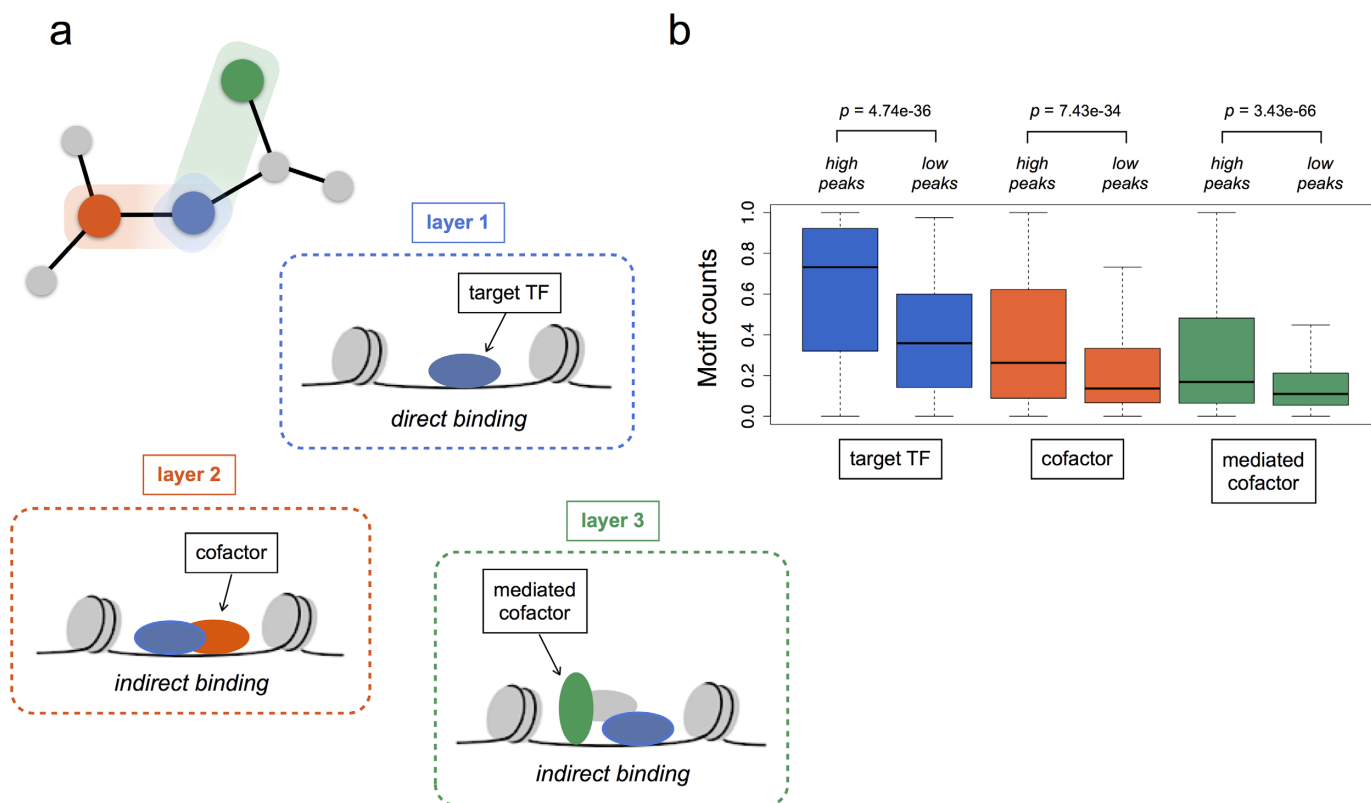 a
layer 1
target TF
direct binding
layer 2
cofactor
indirect binding
layer 3
mediated
cofactor
indirect binding
b
p = 4.74e-36
p = 7.43e-34
p = 3.43e-66
high
peaks
low
peaks
high
peaks
low
peaks
high
peaks
low
peaks
Motif counts
1.0
0.8
0.6
0.4
0.2
0.0
target TF
cofactor
mediated
cofactor